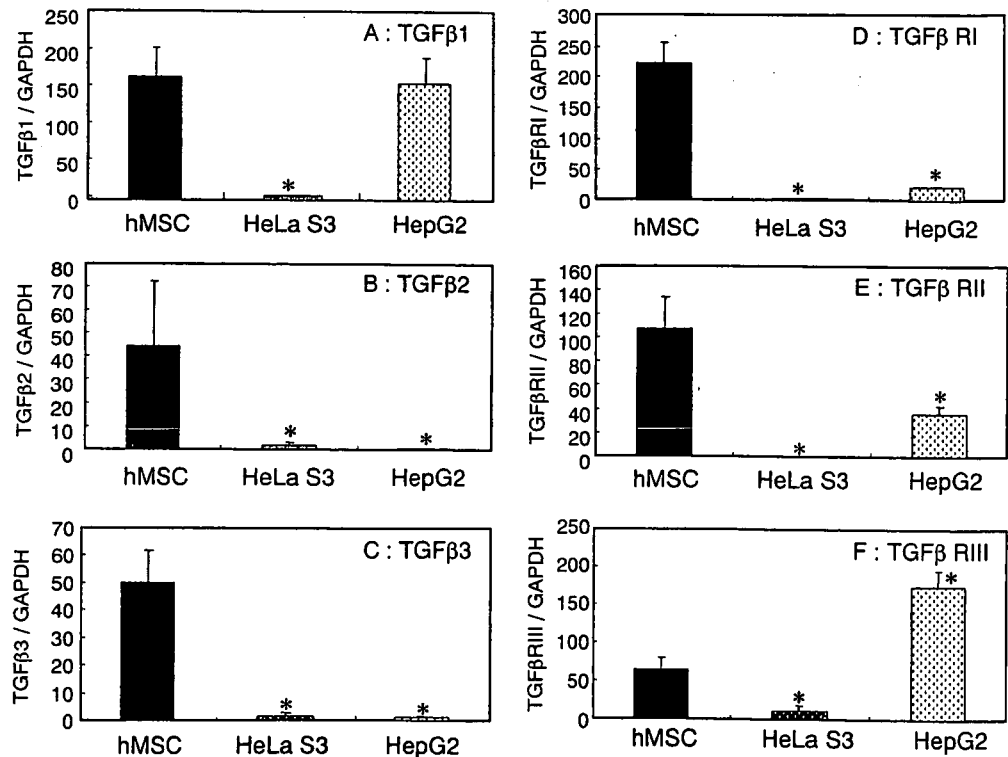 A : TGFβ1
TGFβ1 / GAPDH
250
200
150
100
50
0
*
hMSC HeLa S3 HepG2
B : TGFβ2
TGFβ2 / GAPDH
80
70
60
50
40
30
20
10
0
* *
hMSC HeLa S3 HepG2
C : TGFβ3
TGFβ3 / GAPDH
70
60
50
40
30
20
10
0
* *
hMSC HeLa S3 HepG2
D : TGFβ RI
TGFβRI / GAPDH
300
250
200
150
100
50
0
* *
hMSC HeLa S3 HepG2
E : TGFβ RII
TGFβRII / GAPDH
160
140
120
100
80
60
40
20
0
* *
hMSC HeLa S3 HepG2
F : TGFβ RIII
TGFβRIII / GAPDH
250
200
150
100
50
0
* *
hMSC HeLa S3 HepG2